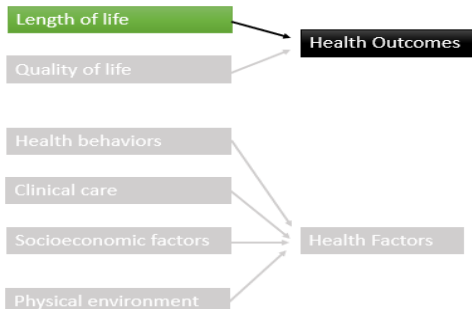 Length of life
Health Outcomes
Quality of life
Health behaviors
Clinical care
Socioeconomic factors
Health Factors
Physical environment